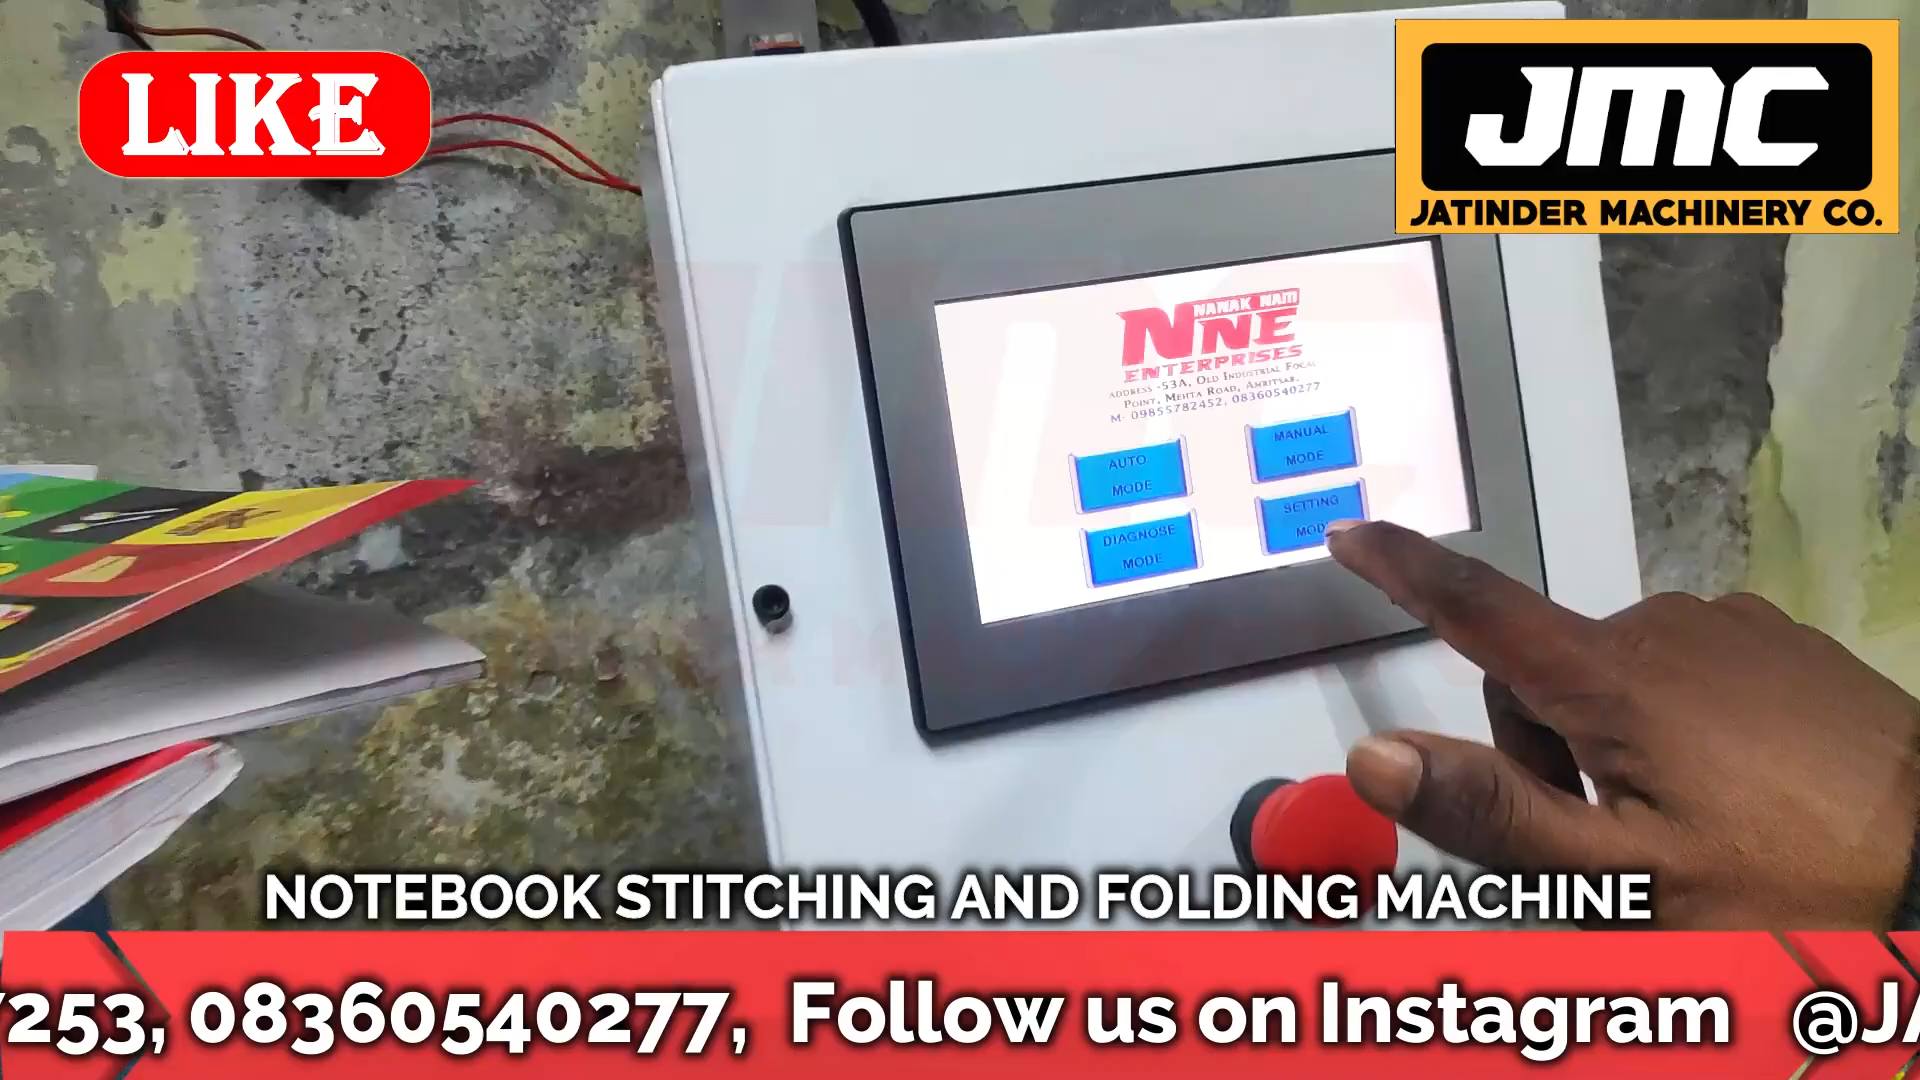 LIKE
JMC
JATINDER MACHINERY CO.
NANAK NAM
NNE
ENTERPRISES
ADDRESS -53A, OLD INDUSTRIAL FOCAL
POINT, MEHTA ROAD, AMRITSAR.
M- 09855782452, 08360540277
AUTO
MODE
MANUAL
MODE
DIAGNOSE
MODE
SETTING
MODE
NOTEBOOK STITCHING AND FOLDING MACHINE
253, 08360540277, Follow us on Instagram @JA